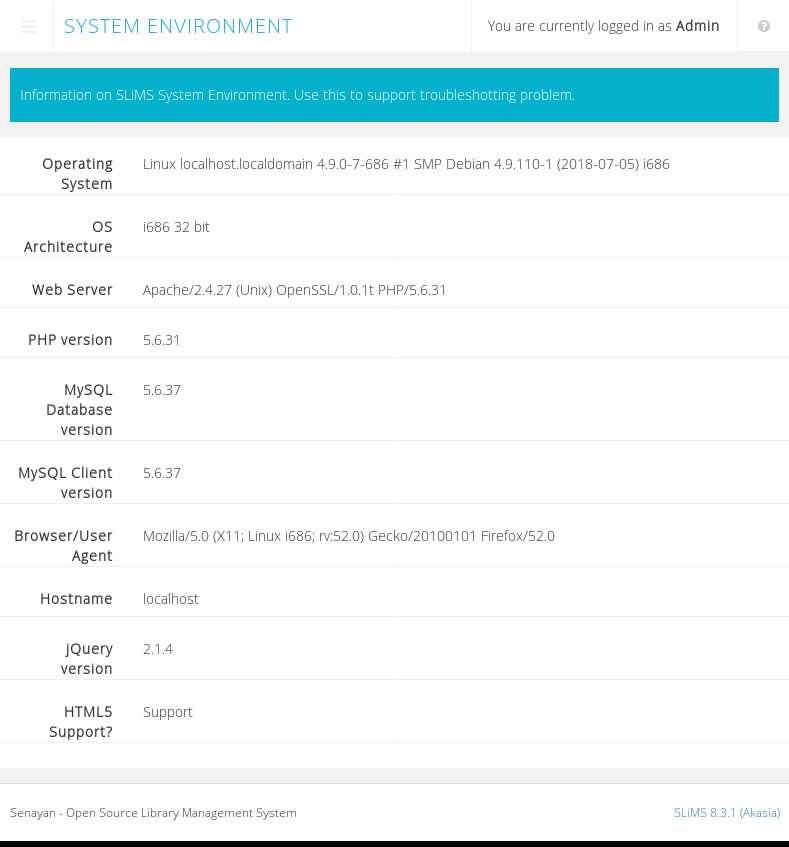 SYSTEM ENVIRONMENT
You are currently logged in as Admin
Information on SLiMS System Environment. Use this to support troubleshotting problem.
Operating System
Linux localhost.localdomain 4.9.0-7-686 #1 SMP Debian 4.9.110-1 (2018-07-05) i686
OS Architecture
i686 32 bit
Web Server
Apache/2.4.27 (Unix) OpenSSL/1.0.1t PHP/5.6.31
PHP version
5.6.31
MySQL Database version
5.6.37
MySQL Client version
5.6.37
Browser/User Agent
Mozilla/5.0 (X11; Linux i686; rv:52.0) Gecko/20100101 Firefox/52.0
Hostname
localhost
jQuery version
2.1.4
HTML5 Support?
Support
Senayan - Open Source Library Management System
SLiMS 8.3.1 (Akasia)